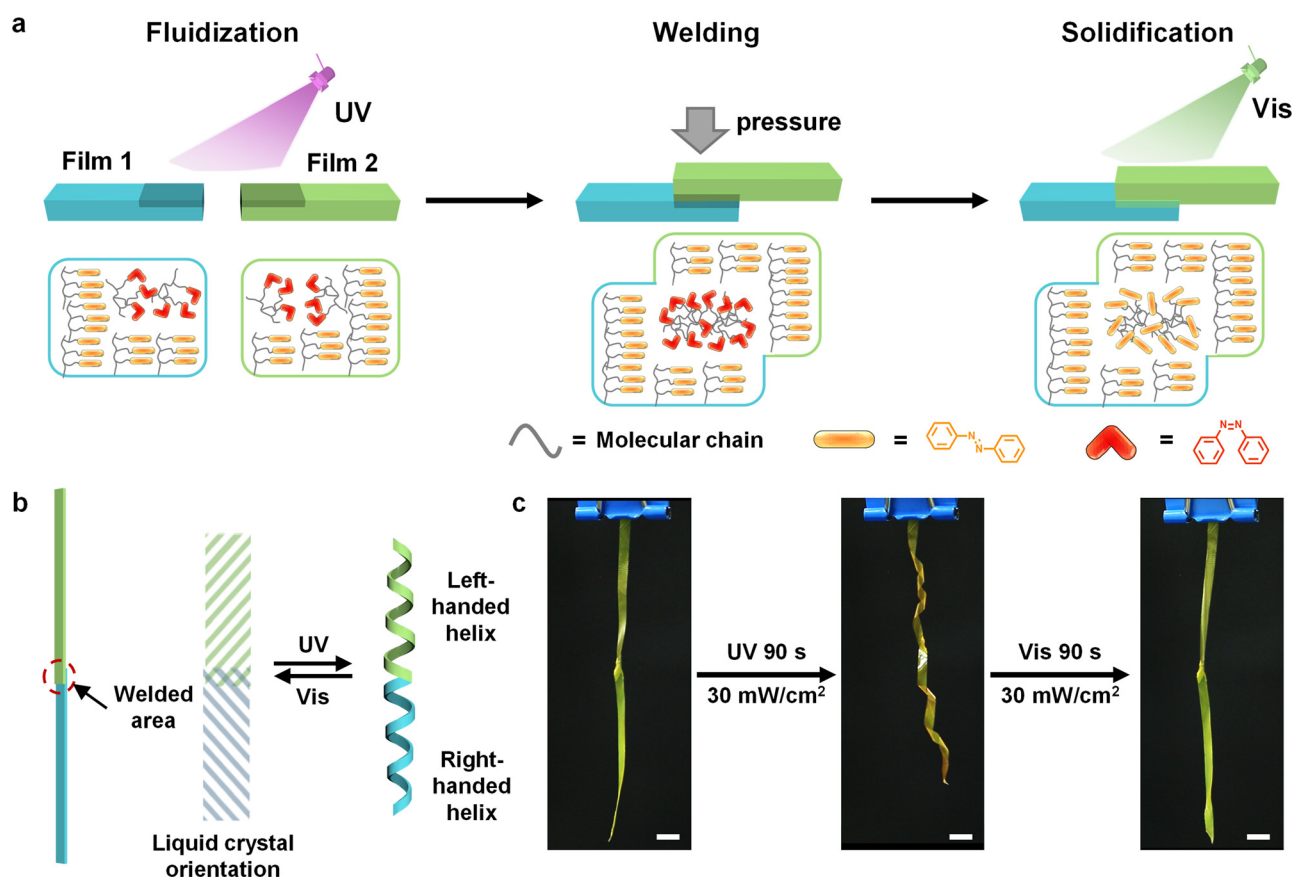 a
Fluidization
Welding
Solidification
UV
Vis
pressure
Film 1
Film 2
= Molecular chain
=
N
N
=
N=N
b
c
Welded
area
UV
Vis
Left-
handed
helix
Right-
handed
helix
Liquid crystal
orientation
UV 90 s
30 mW/cm²
Vis 90 s
30 mW/cm²